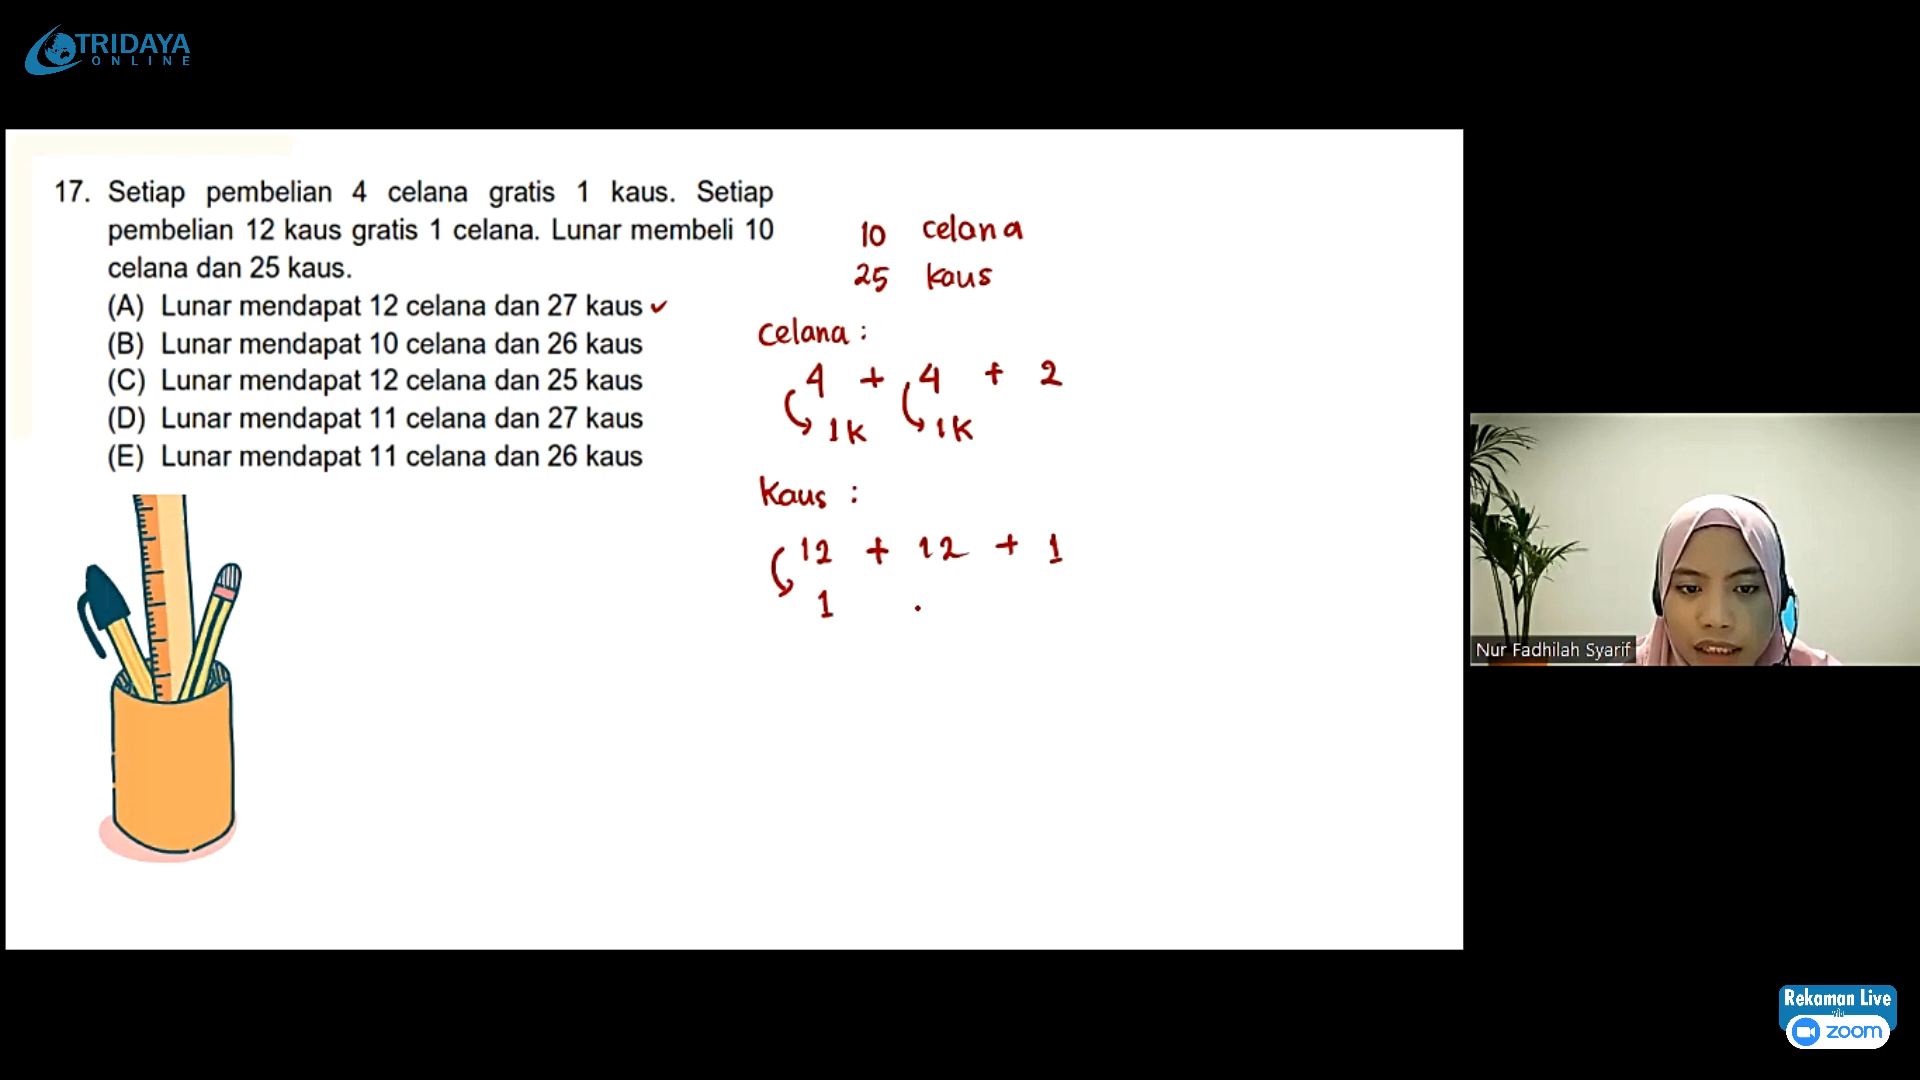 TRIDAYA
ONLINE
17. Setiap pembelian 4 celana gratis 1 kaus. Setiap
pembelian 12 kaus gratis 1 celana. Lunar membeli 10
celana dan 25 kaus.
(A) Lunar mendapat 12 celana dan 27 kaus ✓
(B) Lunar mendapat 10 celana dan 26 kaus
(C) Lunar mendapat 12 celana dan 25 kaus
(D) Lunar mendapat 11 celana dan 27 kaus
(E) Lunar mendapat 11 celana dan 26 kaus
10 celana
25 kaus
Celana :
4 + 4 + 2
1K 1K
Kaus :
12 + 12 + 1
1
Nur Fadhilah Syarif
Rekaman Live
via
zoom